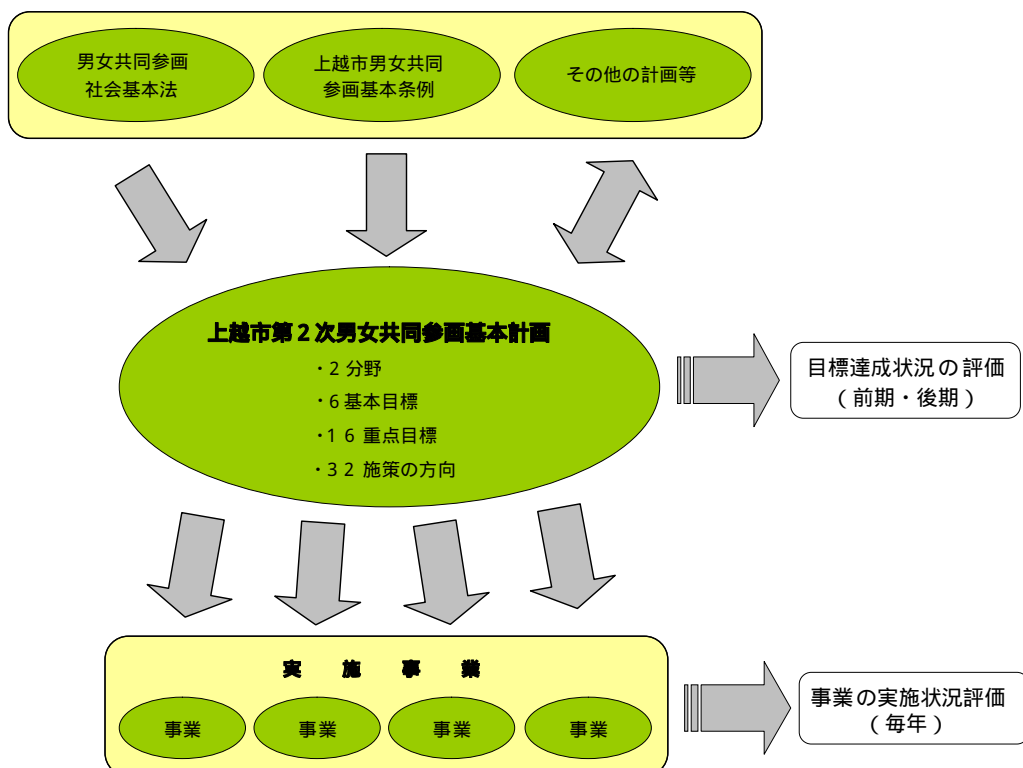 男女共同参画
社会基本法
上越市男女共同
参画基本条例
その他の計画等
上越市第２次男女共同参画基本計画
・２分野
・６基本目標
・１６重点目標
・３２施策の方向
目標達成状況の評価
（前期・後期）
実施事業
事業
事業
事業
事業
事業の実施状況評価
（毎年）